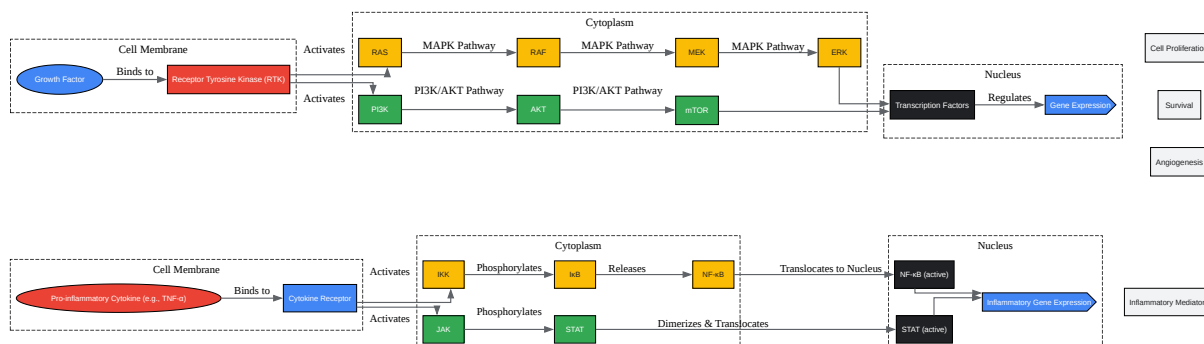 Cytoplasm
Cell Membrane
Activates
RAS
MAPK Pathway
RAF
MAPK Pathway
MEK
MAPK Pathway
ERK
Cell Proliferation
Growth Factor
Binds to
Receptor Tyrosine Kinase (RTK)
Nucleus
Activates
PI3K
PI3K/AKT Pathway
AKT
PI3K/AKT Pathway
mTOR
Transcription Factors
Regulates
Gene Expression
Survival
Angiogenesis
Cytoplasm
Nucleus
Cell Membrane
Activates
IKK
Phosphorylates
IκB
Releases
NF-κB
Translocates to Nucleus
NF-κB (active)
Pro-inflammatory Cytokine (e.g., TNF-α)
Binds to
Cytokine Receptor
Inflammatory Gene Expression
Inflammatory Mediator
Activates
JAK
Phosphorylates
STAT
Dimerizes & Translocates
STAT (active)